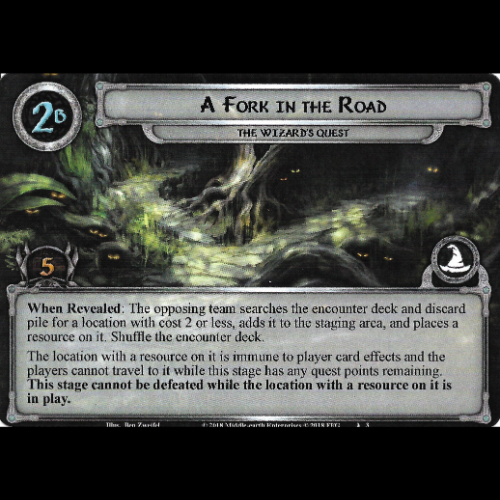 2B
A Fork in the Road
The Wizard's Quest
5
When Revealed: The opposing team searches the encounter deck and discard
pile for a location with cost 2 or less, adds it to the staging area, and places a
resource on it. Shuffle the encounter deck.
The location with a resource on it is immune to player card effects and the
players cannot travel to it while this stage has any quest points remaining.
This stage cannot be defeated while the location with a resource on it is
in play.
Illus. Ben Zweifel © 2018 Middle-earth Enterprises © 2018 FFG